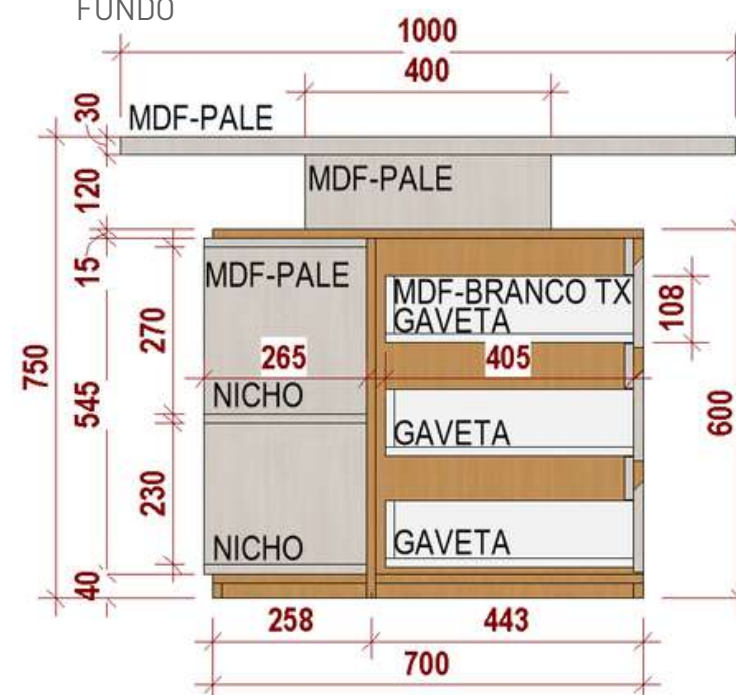 FUNDO
1000
400
30
MDF-PALE
120
MDF-PALE
15
MDF-PALE
MDF-BRANCO TX
GAVETA
108
270
750
265
405
545
NICHO
600
GAVETA
230
NICHO
GAVETA
40
258
443
700